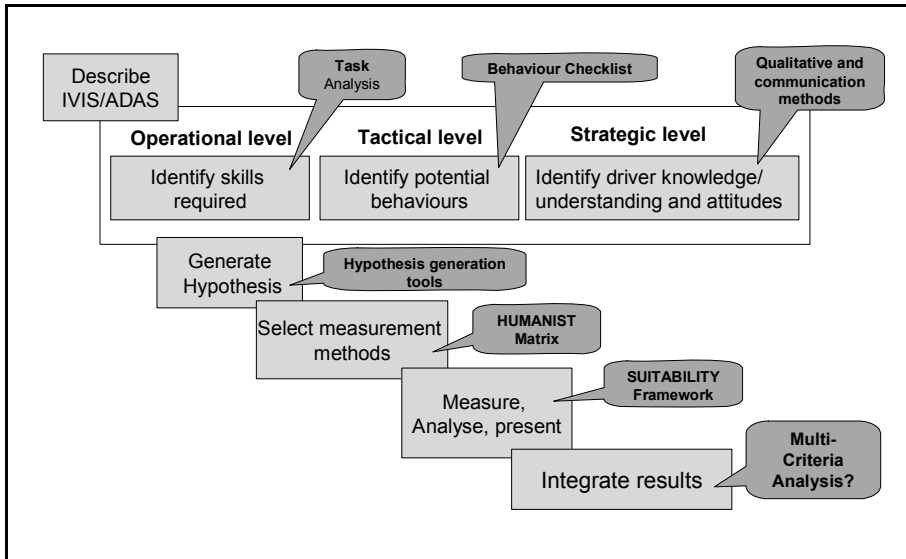 Describe
IVIS/ADAS
Task
Analysis
Behaviour Checklist
Qualitative and
communication
methods
Operational level
Tactical level
Strategic level
Identify skills
required
Identify potential
behaviours
Identify driver knowledge/
understanding and attitudes
Generate
Hypothesis
Hypothesis generation
tools
Select measurement
methods
HUMANIST
Matrix
Measure,
Analyse, present
SUITABILITY
Framework
Integrate results
Multi-
Criteria
Analysis?